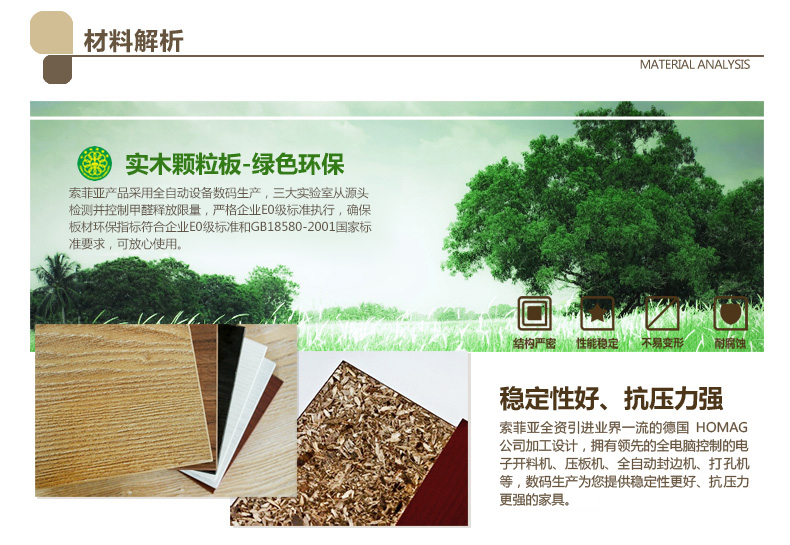 材料解析
MATERIAL ANALYSIS
实木颗粒板-绿色环保
索菲亚产品采用全自动设备数码生产，三大实验室从源头
检测并控制甲醛释放限量，严格企业E0级标准执行，确保
板材环保指标符合企业E0级标准和GB18580-2001国家标
准要求，可放心使用。
结构严密 性能稳定 不易变形 耐腐蚀
稳定性好、抗压力强
索菲亚全资引进业界一流的德国 HOMAG
公司加工设计，拥有领先的全电脑控制的电
子开料机、压板机、全自动封边机、打孔机
等，数码生产为您提供稳定性更好、抗压力
更强的家具。